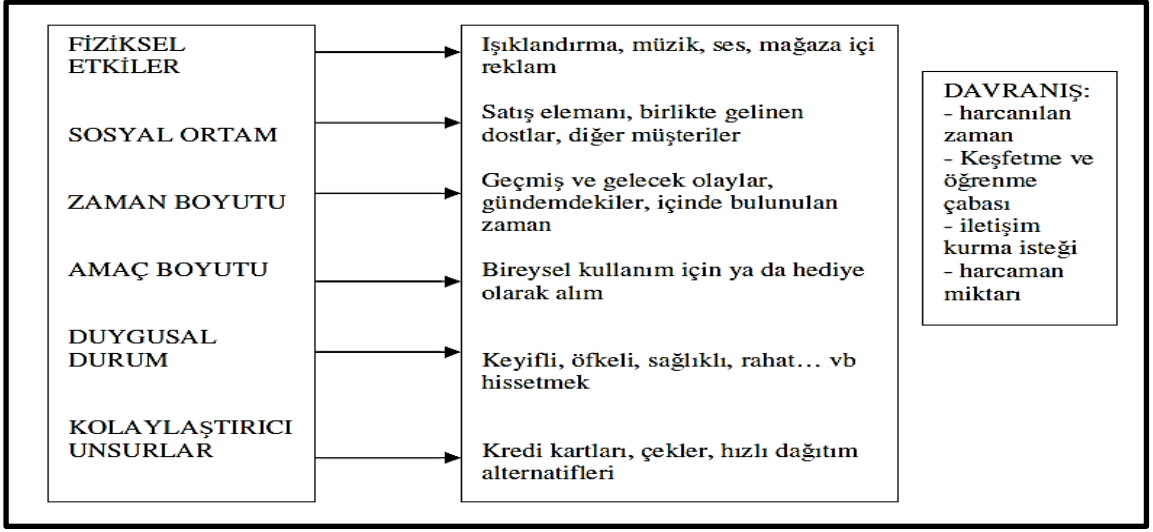 FİZİKSEL
ETKİLER
SOSYAL ORTAM
ZAMAN BOYUTU
AMAÇ BOYUTU
DUYGUSAL
DURUM
KOLAYLAŞTIRICI
UNSURLAR
Işıklandırma, müzik, ses, mağaza içi
reklam
Satış elemanı, birlikte gelinen
dostlar, diğer müşteriler
Geçmiş ve gelecek olaylar,
gündemdekiler, içinde bulunulan
zaman
Bireysel kullanım için ya da hediye
olarak alım
Keyifli, öfkeli, sağlıklı, rahat… vb
hissetmek
Kredi kartları, çekler, hızlı dağıtım
alternatifleri
DAVRANIŞ:
- harcanılan
zaman
- Keşfetme ve
öğrenme
çabası
- iletişim
kurma isteği
- harcaman
miktarı